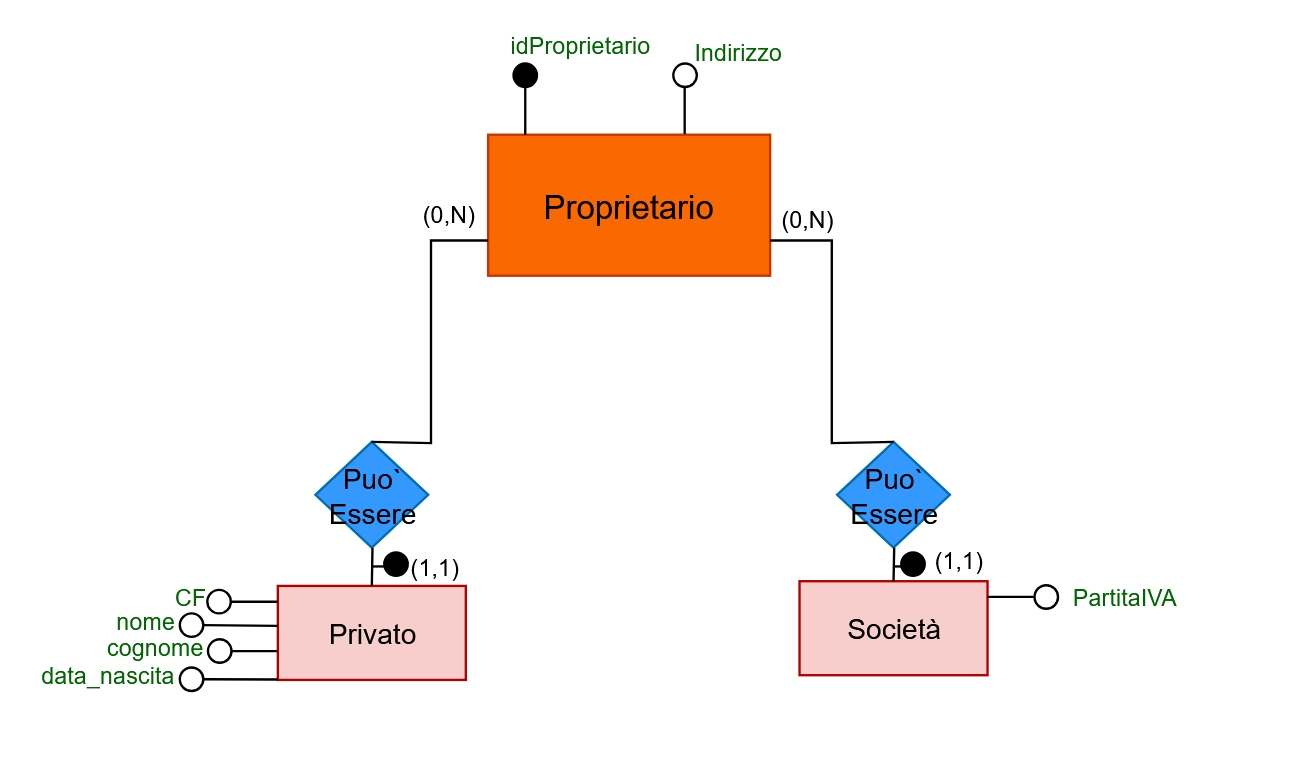 idProprietario
Indirizzo
Proprietario
(0,N)
(0,N)
Puo`
Essere
Puo`
Essere
(1,1)
(1,1)
CF
nome
cognome
data_nascita
Privato
Società
PartitaIVA